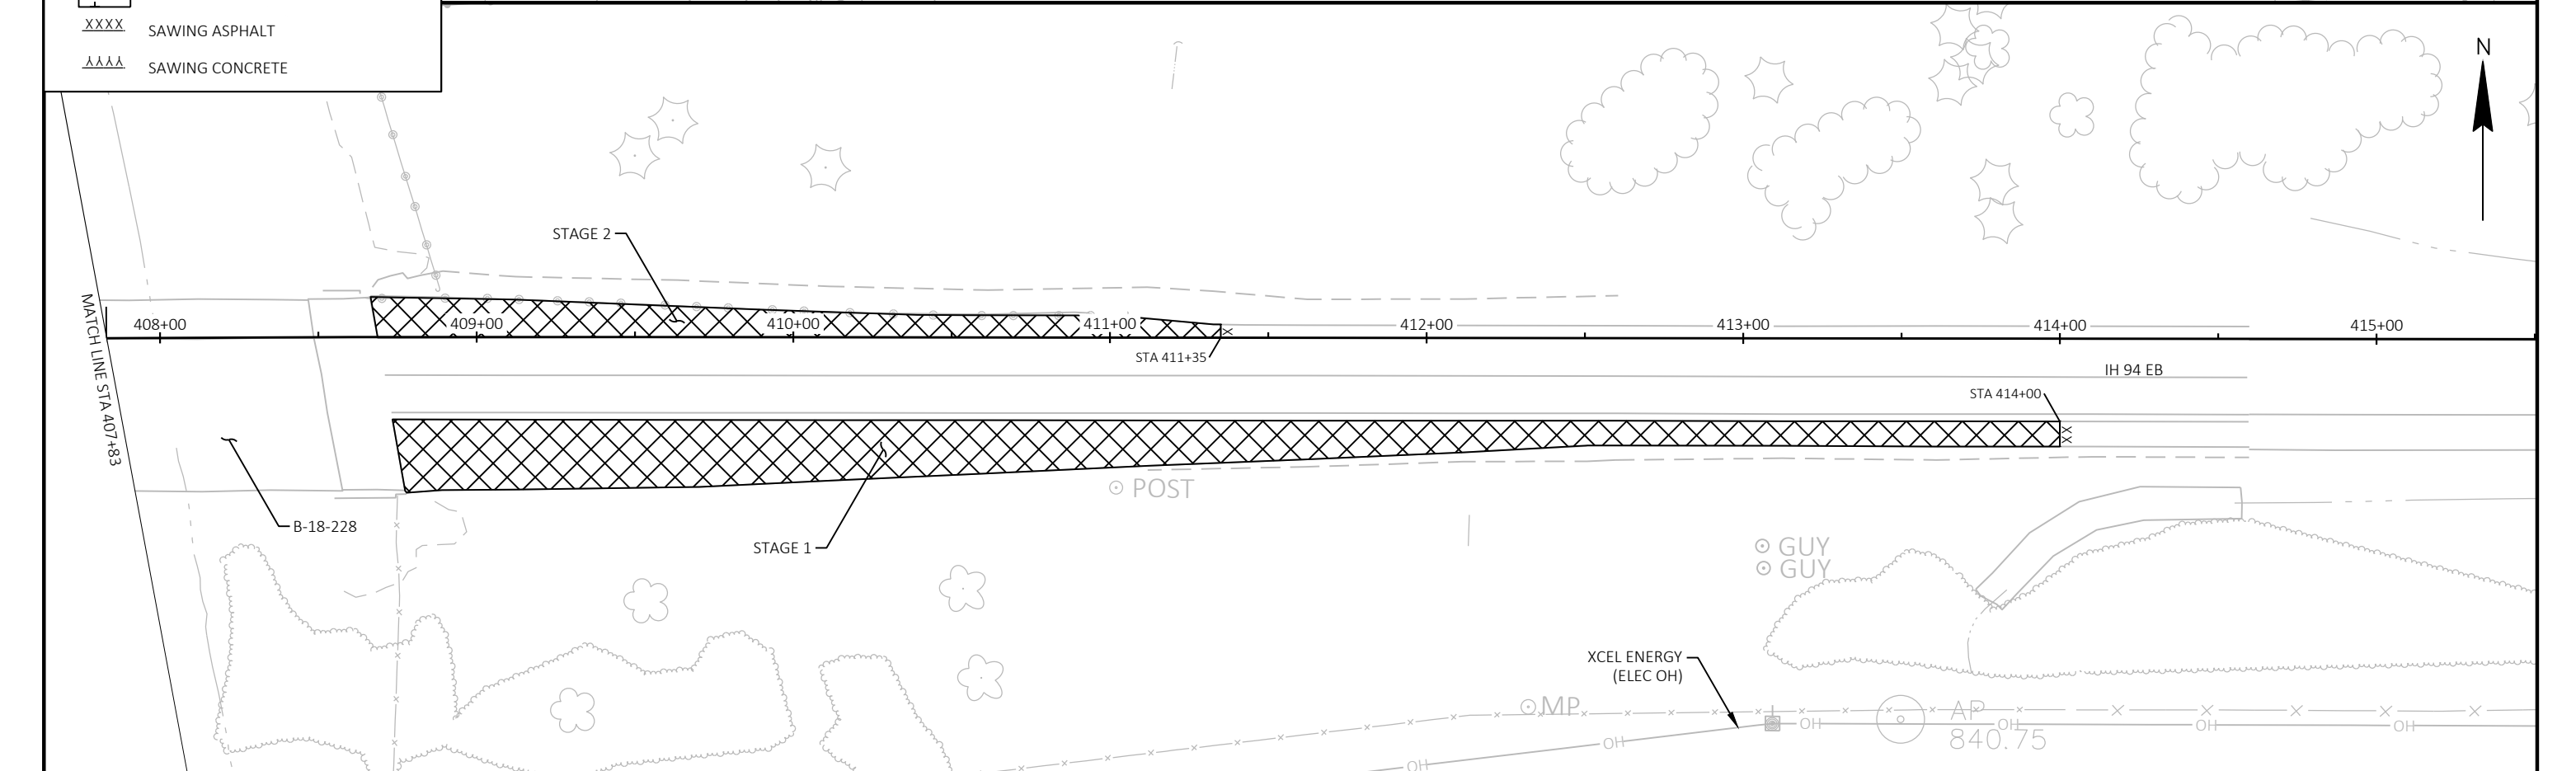 XXXX SAWING ASPHALT
SAWING CONCRETE
N
STAGE 2
408+00 409+00 410+00 411+00 412+00 413+00 414+00 415+00
STA 411+35
IH 94 EB
STA 414+00
MATCH LINE STA 407+83
POST
B-18-228
STAGE 1
GUY
GUY
XCEL ENERGY
(ELEC OH)
MP
AP
840.75
OH OH OH OH
OH
OH